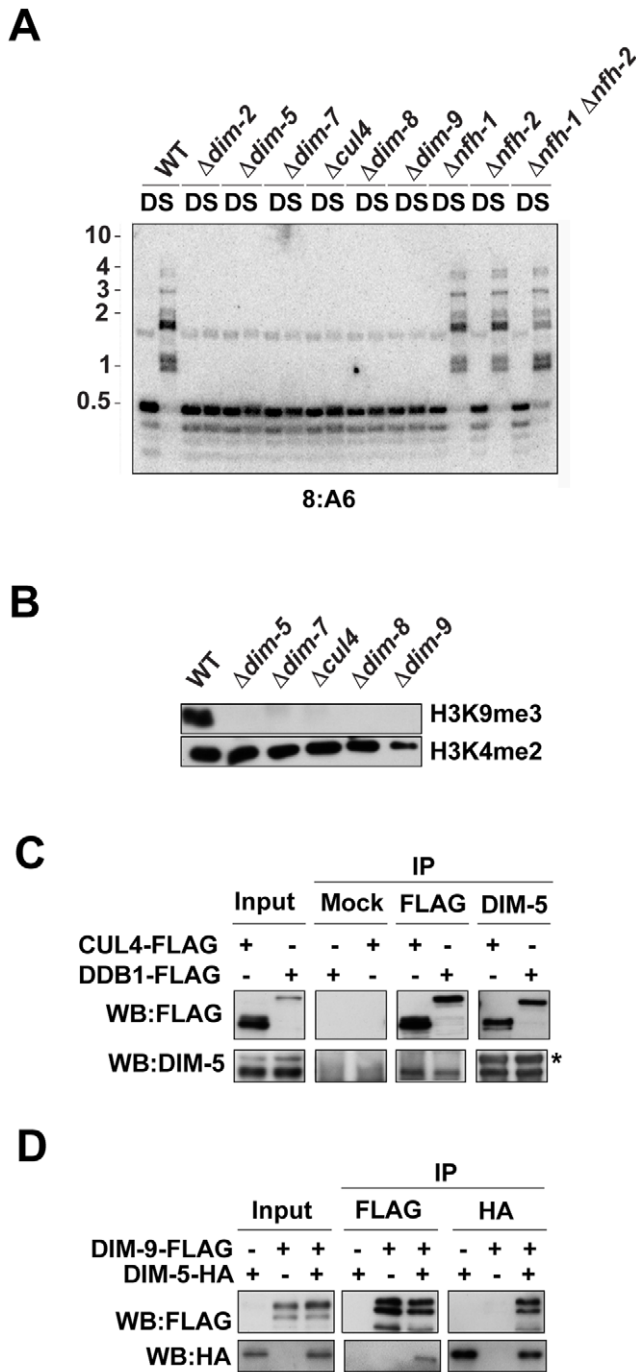 A
WT Δdim-2 Δdim-5 Δdim-7 Δcul4 Δdim-8 Δdim-9 Δnfh-1 Δnfh-2 Δnfh-1 Δnfh-2
DS DS DS DS DS DS DS DS DS DS
10 -
4 -
3 -
2 -
1 -
0.5 -
8:A6
B
WT Δdim-5 Δdim-7 Δcul4 Δdim-8 Δdim-9
H3K9me3
H3K4me2
C
IP
Input Mock FLAG DIM-5
CUL4-FLAG + - - + + - + -
DDB1-FLAG - + + - - + - +
WB:FLAG
WB:DIM-5 *
D
IP
Input FLAG HA
DIM-9-FLAG - + + - + + - + +
DIM-5-HA + - + + - + + - +
WB:FLAG
WB:HA